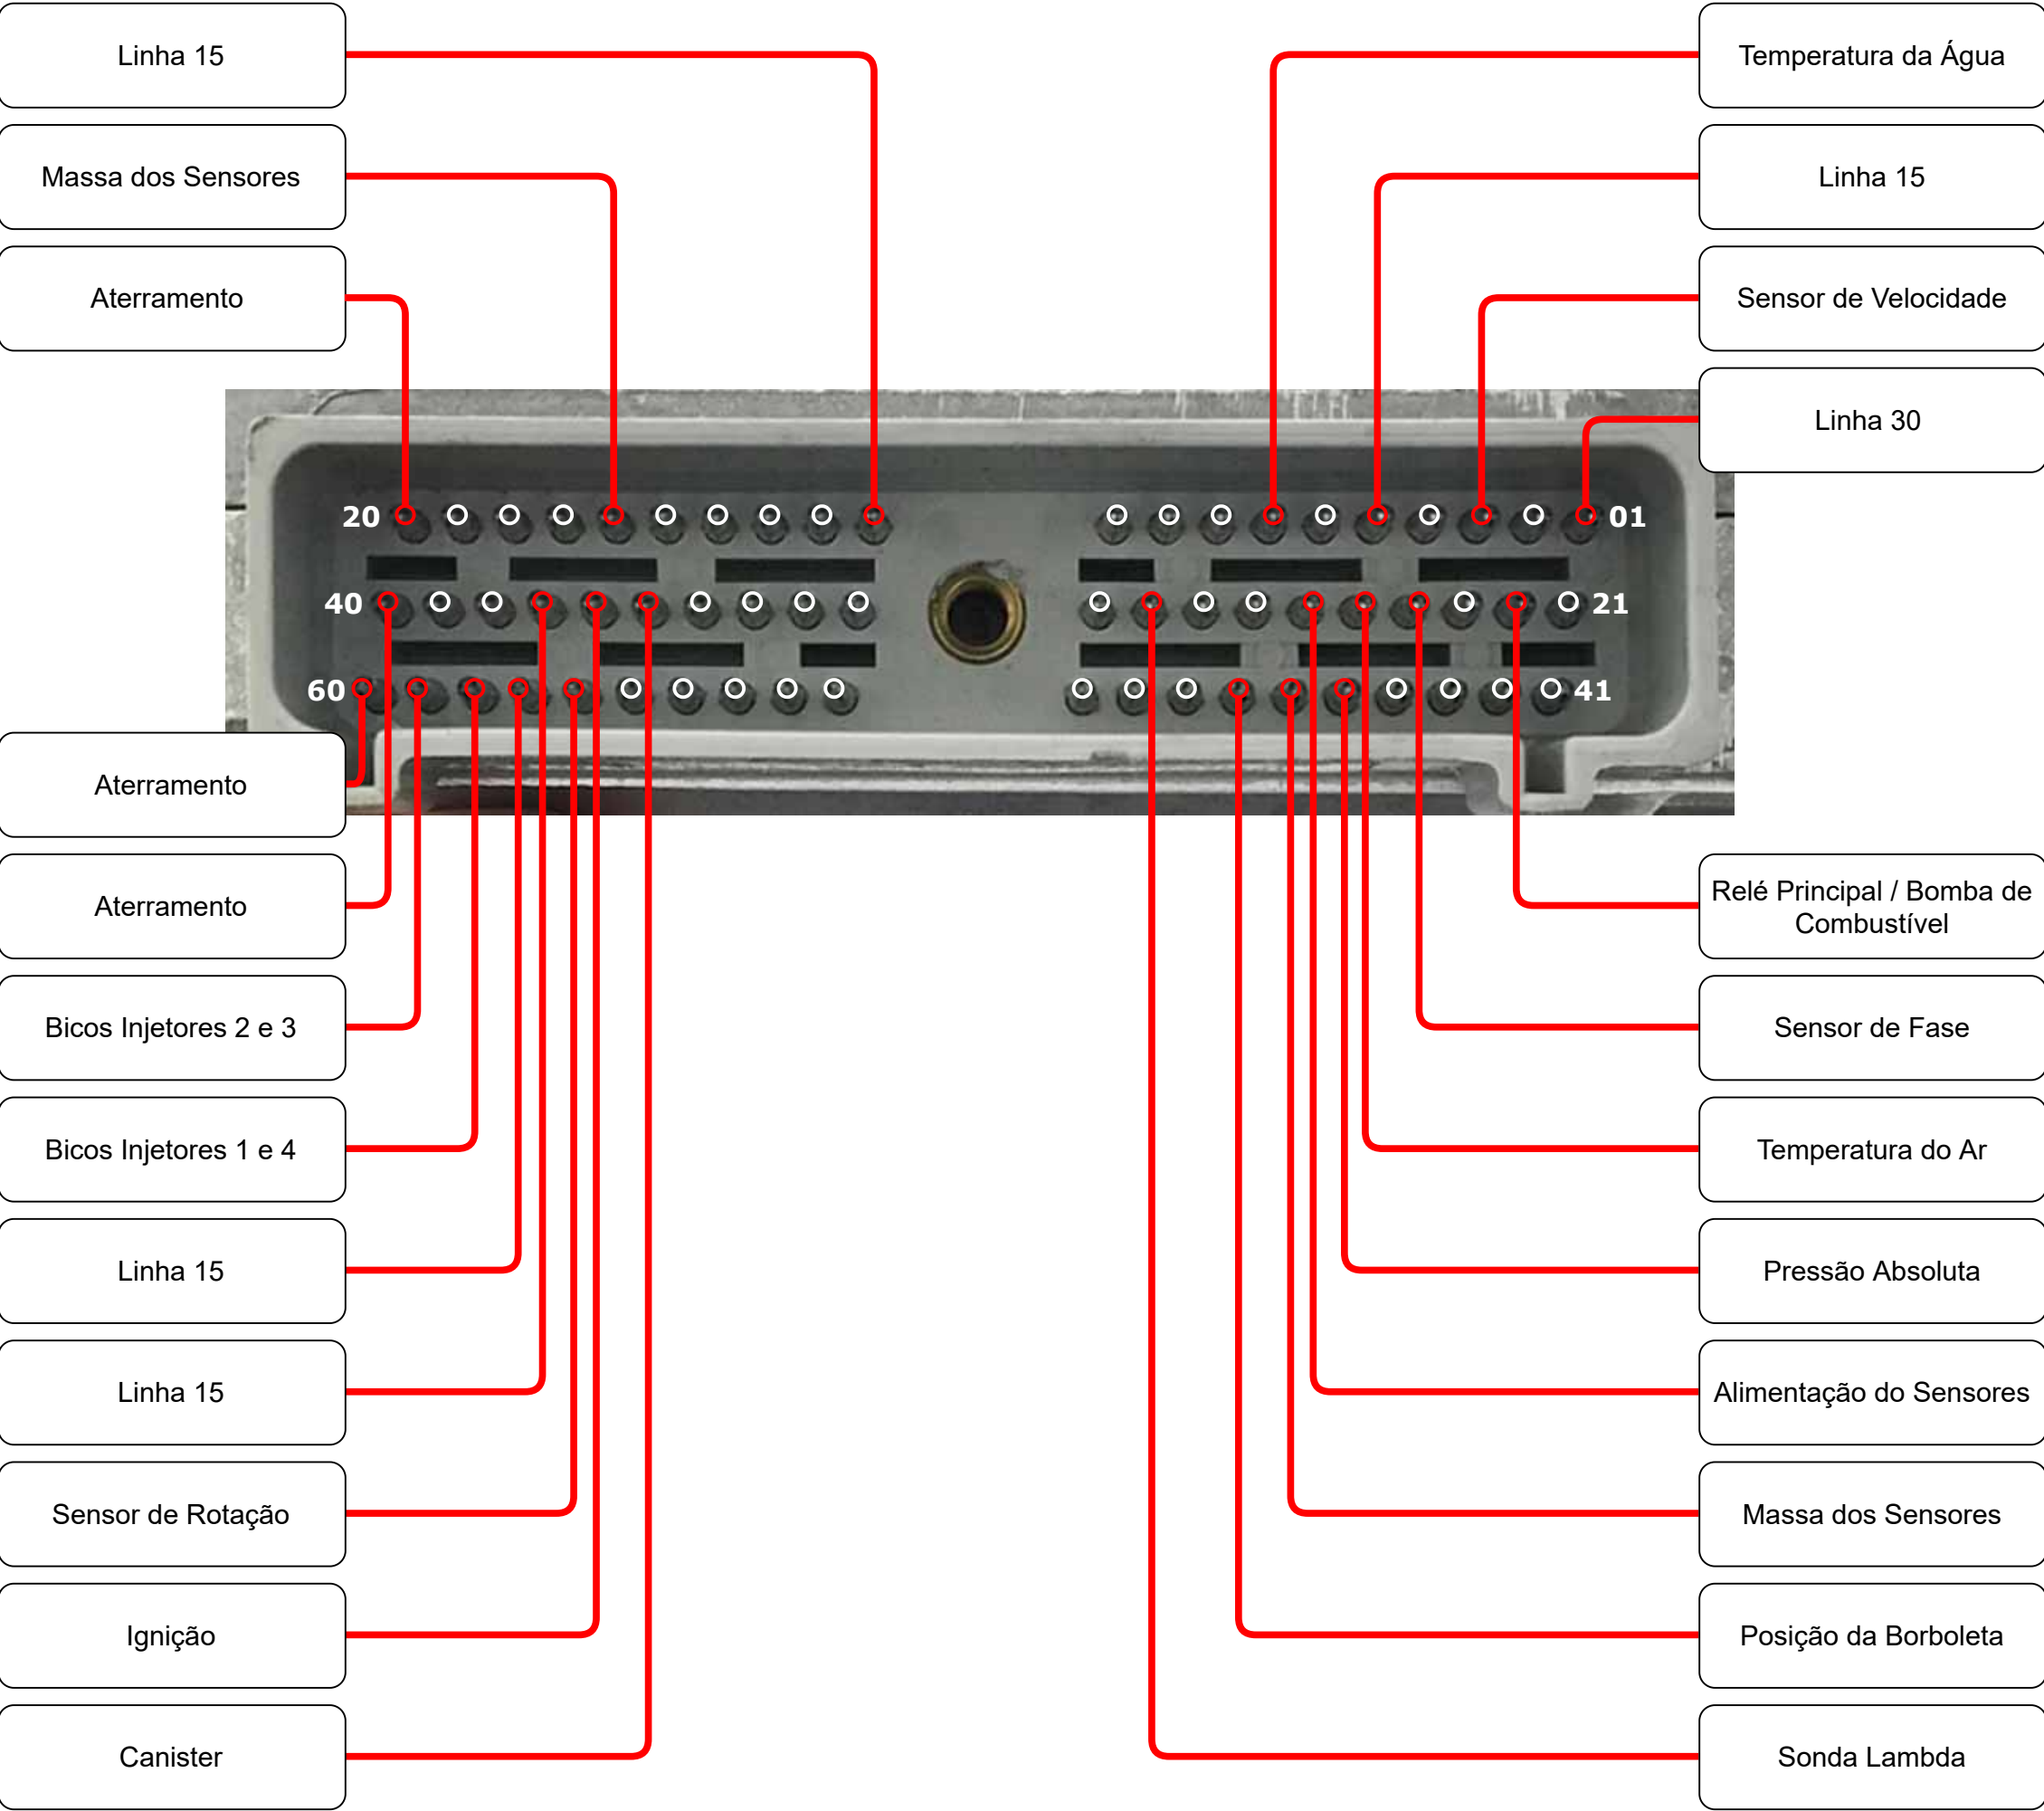 Linha 15
Temperatura da Água
Massa dos Sensores
Linha 15
Aterramento
Sensor de Velocidade
Linha 30
20
01
40
21
60
41
Aterramento
Aterramento
Relé Principal / Bomba de
Combustível
Bicos Injetores 2 e 3
Sensor de Fase
Bicos Injetores 1 e 4
Temperatura do Ar
Linha 15
Pressão Absoluta
Linha 15
Alimentação do Sensores
Sensor de Rotação
Massa dos Sensores
Ignição
Posição da Borboleta
Canister
Sonda Lambda